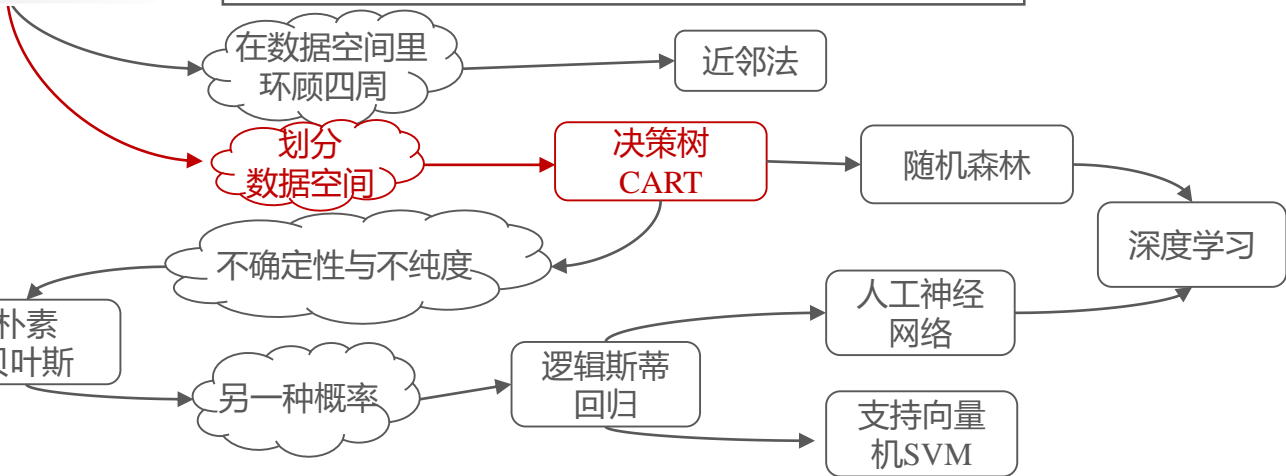 在数据空间里
环顾四周
近邻法
划分
数据空间
决策树
CART
随机森林
深度学习
不确定性与不纯度
人工神经
网络
朴素
贝叶斯
另一种概率
逻辑斯蒂
回归
支持向量
机SVM